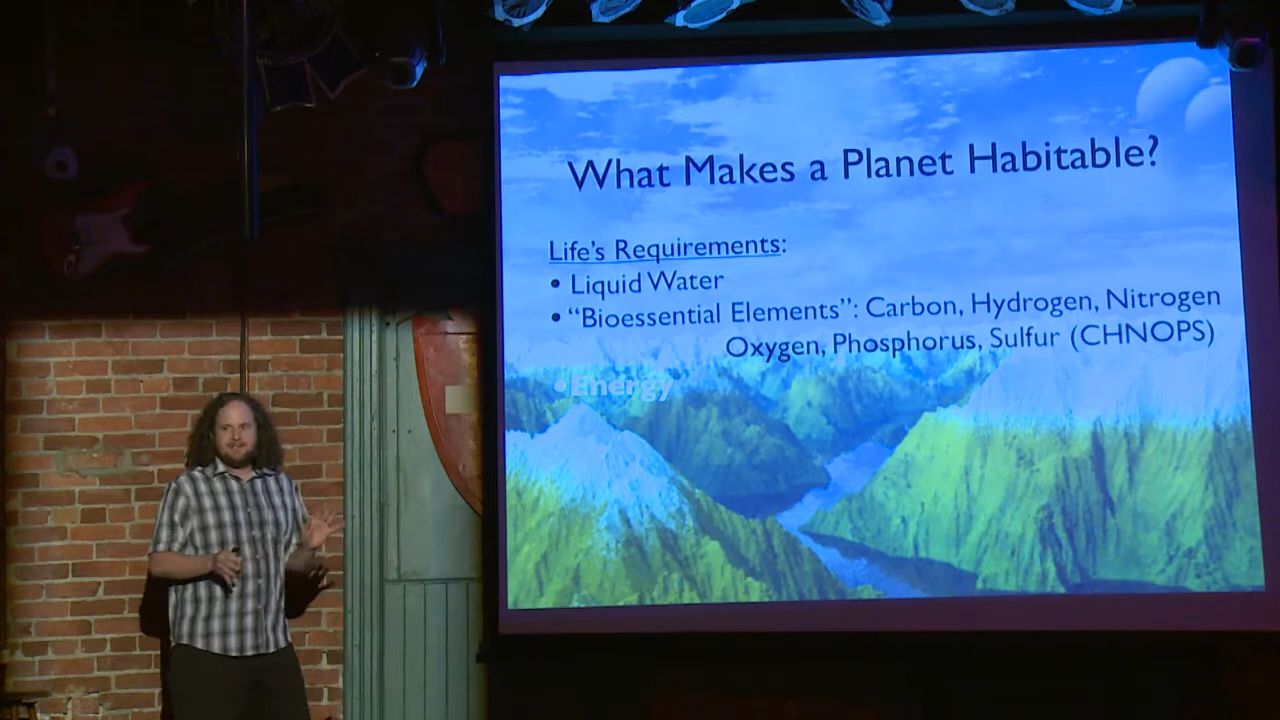 What Makes a Planet Habitable?
Life's Requirements:
• Liquid Water
• “Bioessential Elements”: Carbon, Hydrogen, Nitrogen
Oxygen, Phosphorus, Sulfur (CHNOPS)
•Energy